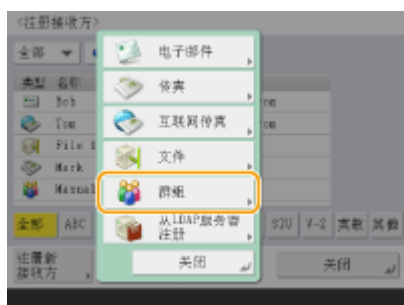 <注册接收方>
全部
电子邮件
类型 名称
传真
Bob
Tom
互联网传真
File 1
文件
Mark
群组
全部 ABC
从LDAP服务器
注册
STU V-Z 其他
注册新
接收方
关闭
关闭